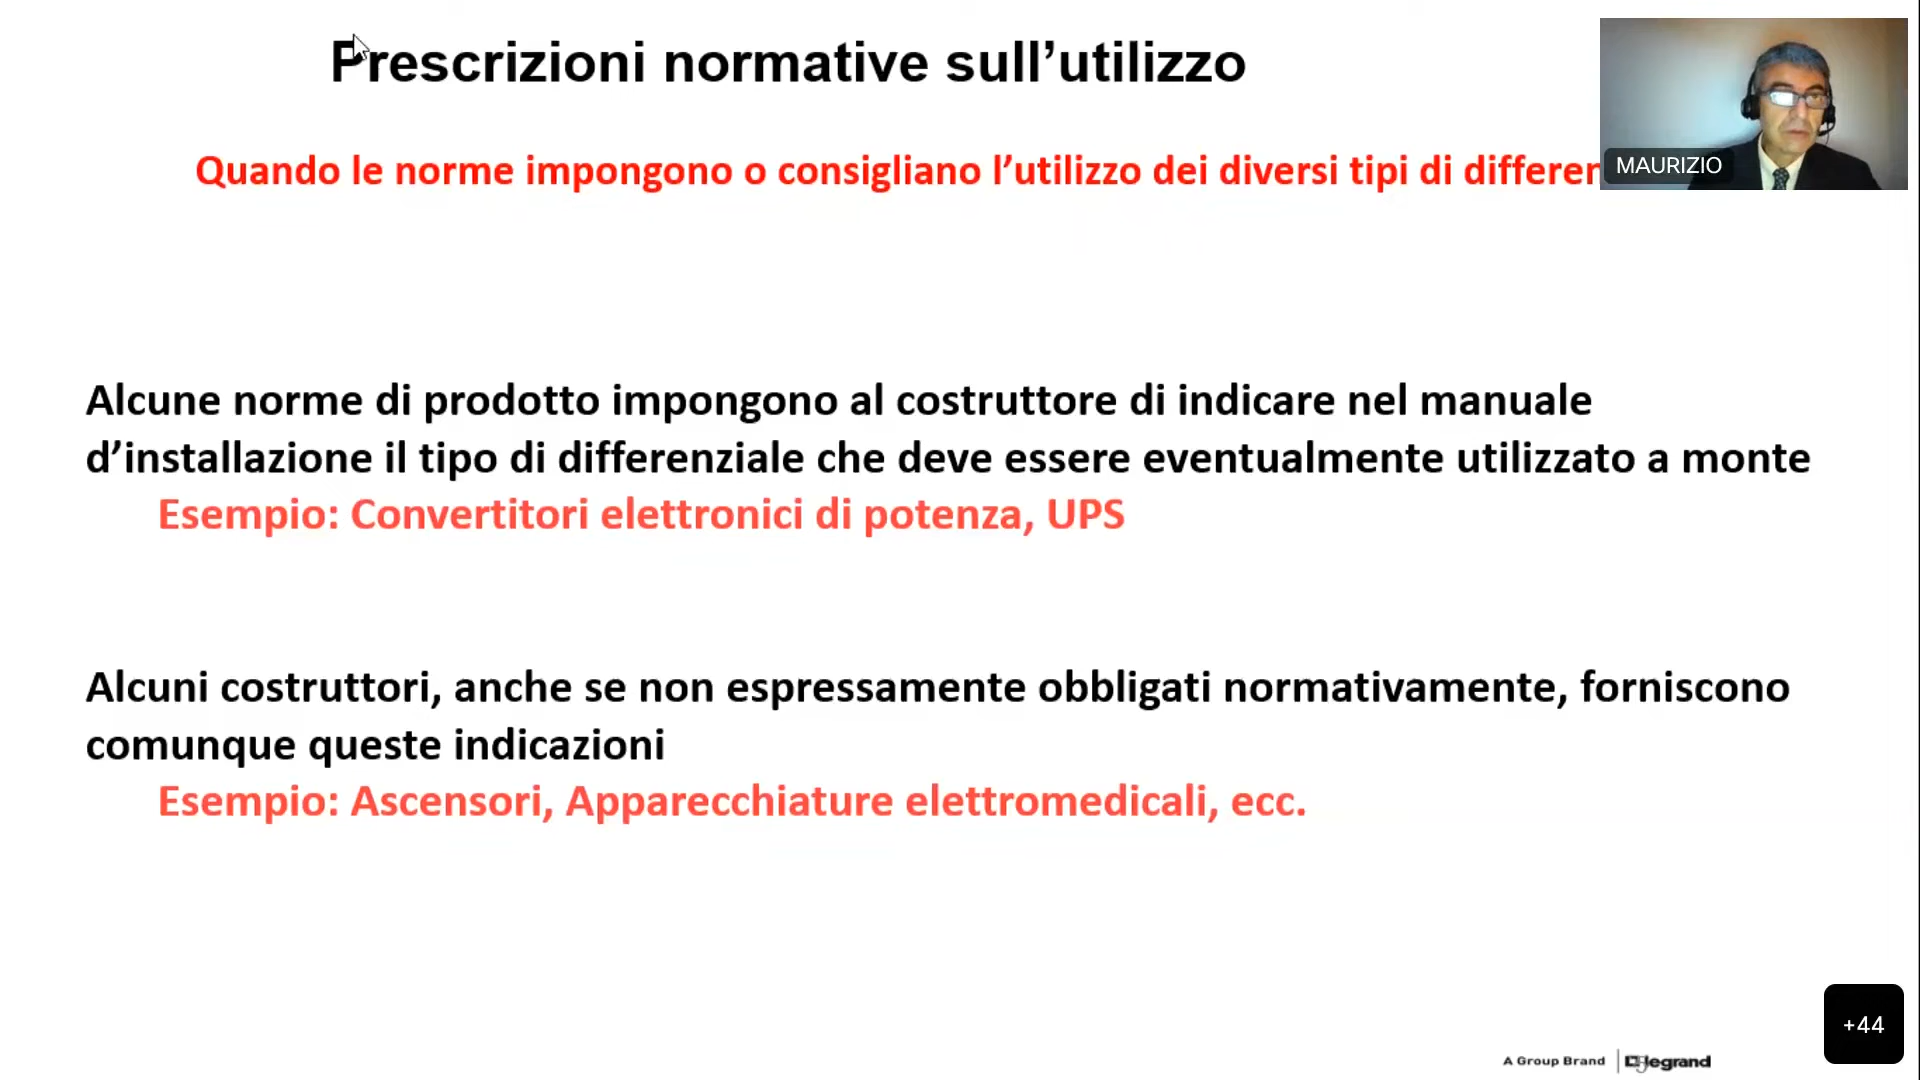 Prescrizioni normative sull’utilizzo
Quando le norme impongono o consigliano l’utilizzo dei diversi tipi di differen
MAURIZIO
Alcune norme di prodotto impongono al costruttore di indicare nel manuale
d’installazione il tipo di differenziale che deve essere eventualmente utilizzato a monte
Esempio: Convertitori elettronici di potenza, UPS
Alcuni costruttori, anche se non espressamente obbligati normativamente, forniscono
comunque queste indicazioni
Esempio: Ascensori, Apparecchiature elettromedicali, ecc.
+44
A Group Brand legrand